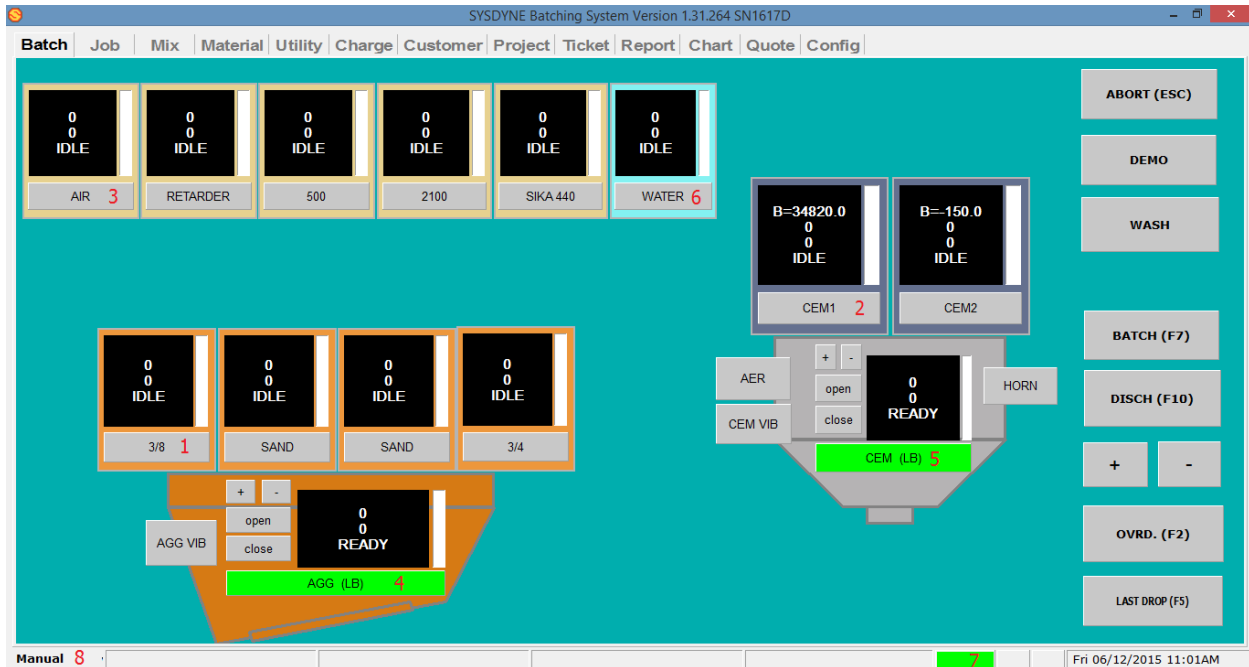 SYSDYNE Batching System Version 1.31.264 SN1617D
Batch Job Mix Material Utility Charge Customer Project Ticket Report Chart Quote Config
0
0
IDLE
AIR 3
0
0
IDLE
RETARDER
0
0
IDLE
500
0
0
IDLE
2100
0
0
IDLE
SIKA 440
0
0
IDLE
WATER 6
B=34820.0
0
0
IDLE
CEM1 2
B=-150.0
0
0
IDLE
CEM2
AER
CEM VIB
+ -
open
close
0
0
READY
HORN
CEM (LB) 5
0
0
IDLE
3/8 1
0
0
IDLE
SAND
0
0
IDLE
SAND
0
0
IDLE
3/4
AGG VIB
+ -
open
close
0
0
READY
AGG (LB) 4
ABORT (ESC)
DEMO
WASH
BATCH (F7)
DISCH (F10)
+ -
OVRD. (F2)
LAST DROP (F5)
Manual 8 7 Fri 06/12/2015 11:01AM